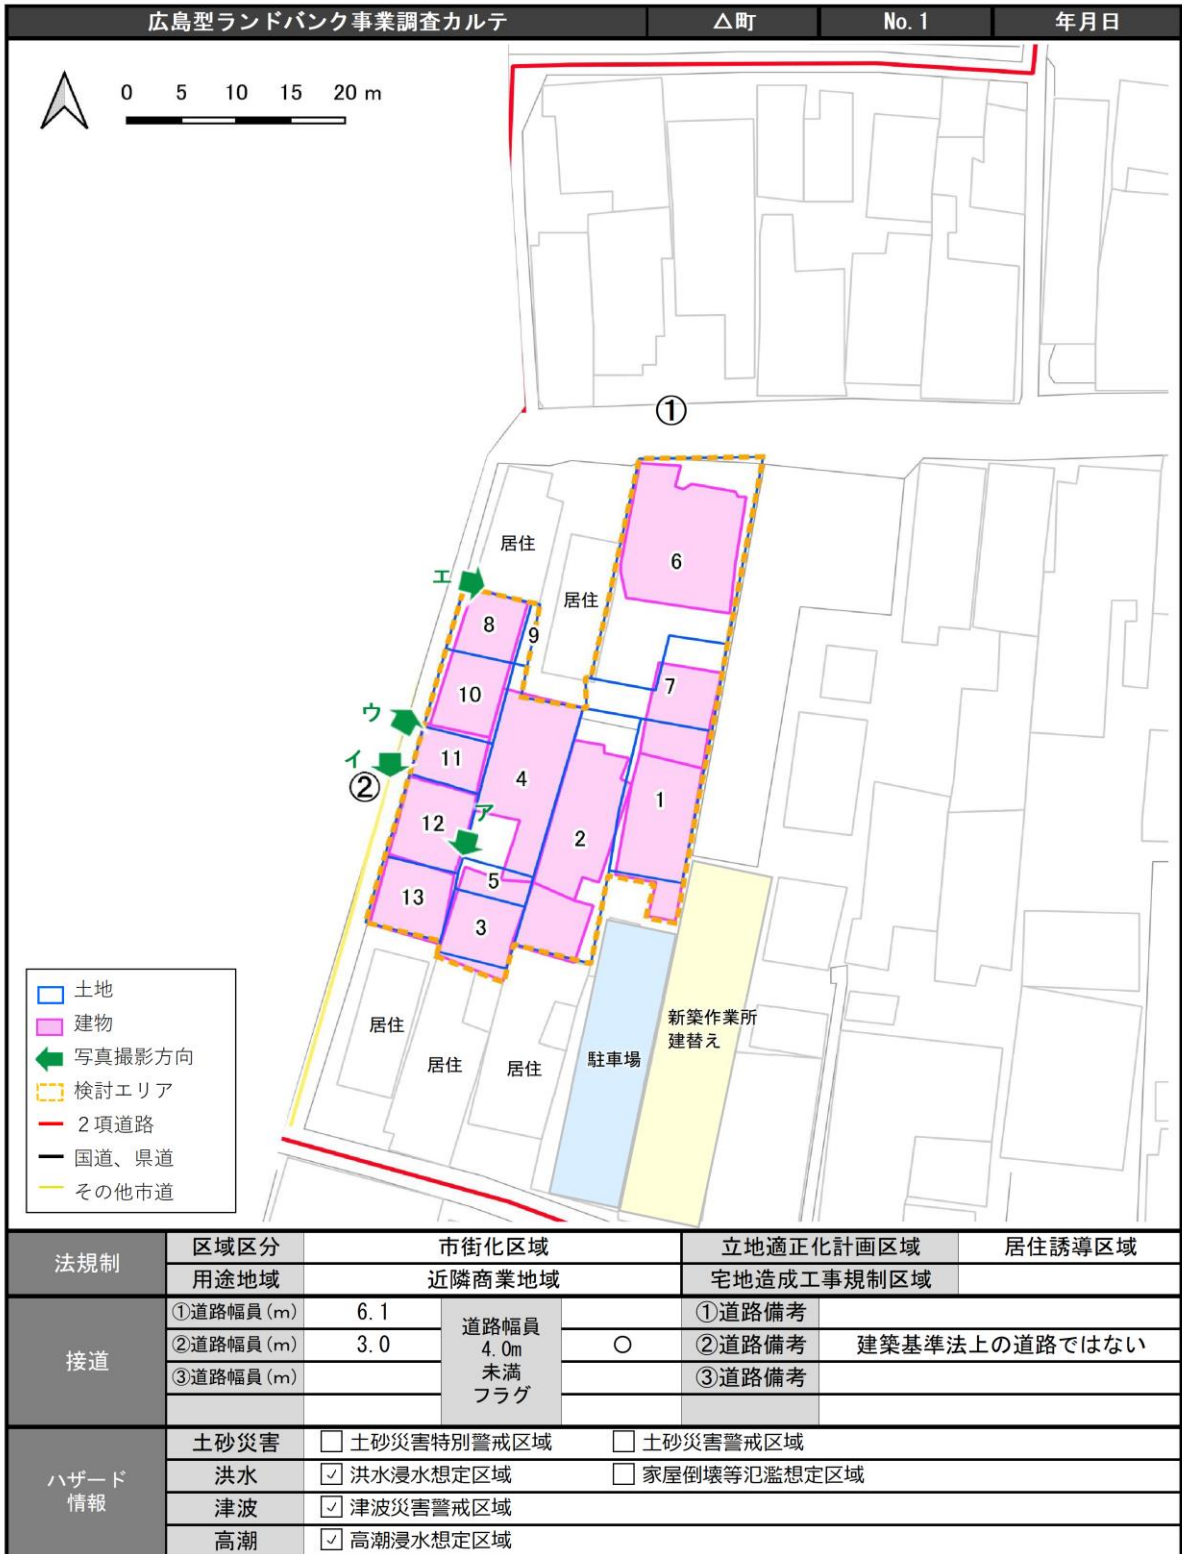 広島型ランドバンク事業調査カルテ △町 No.1 年月日
0 5 10 15 20 m
①
居住
6
エ
居住
8
9
10
7
ウ
11
イ
4
②
1
ア
12
2
5
13
3
土地
建物
写真撮影方向
検討エリア
2項道路
国道、県道
その他市道
居住
居住
居住
駐車場
新築作業所
建替え
法規制
区域区分 市街化区域 立地適正化計画区域 居住誘導区域
用途地域 近隣商業地域 宅地造成工事規制区域
接道
①道路幅員(m) 6.1 ①道路備考
道路幅員
4.0m
未満
フラグ
②道路幅員(m) 3.0 ○ ②道路備考 建築基準法上の道路ではない
③道路幅員(m) ③道路備考
ハザード
情報
土砂災害 □ 土砂災害特別警戒区域 □ 土砂災害警戒区域
洪水 ☑ 洪水浸水想定区域 □ 家屋倒壊等氾濫想定区域
津波 ☑ 津波災害警戒区域
高潮 ☑ 高潮浸水想定区域